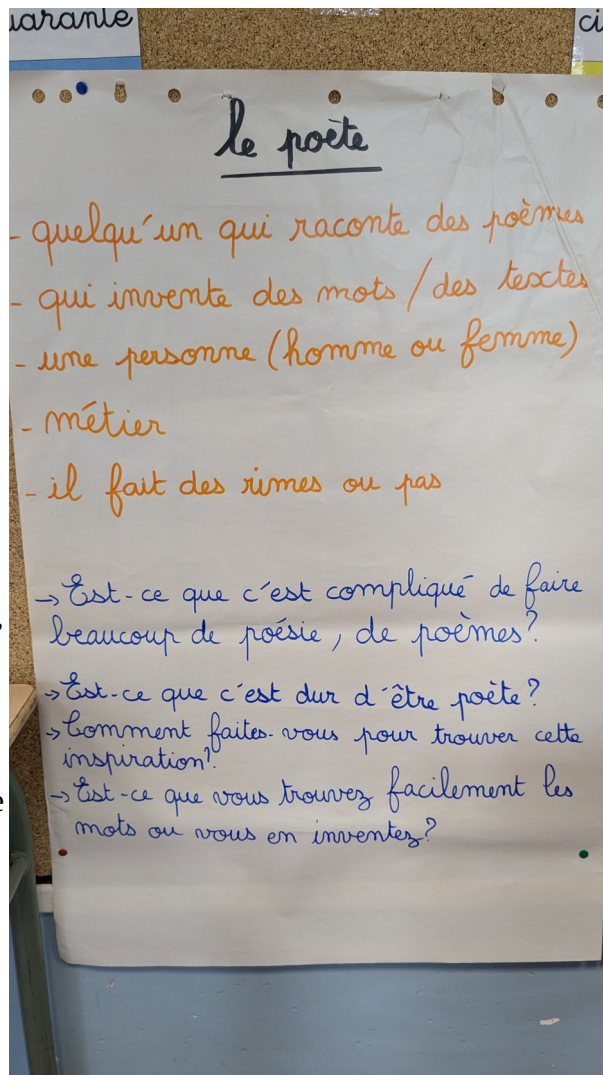 le poète
- quelqu'un qui raconte des poèmes
- qui invente des mots / des textes
- une personne (homme ou femme)
- métier
- il fait des rimes ou pas
→ Est-ce que c'est compliqué de faire
beaucoup de poésie, de poèmes?
→ Est-ce que c'est dur d'être poète?
→ Comment faites-vous pour trouver cette
inspiration?
→ Est-ce que vous trouvez facilement les
mots ou vous en inventez?